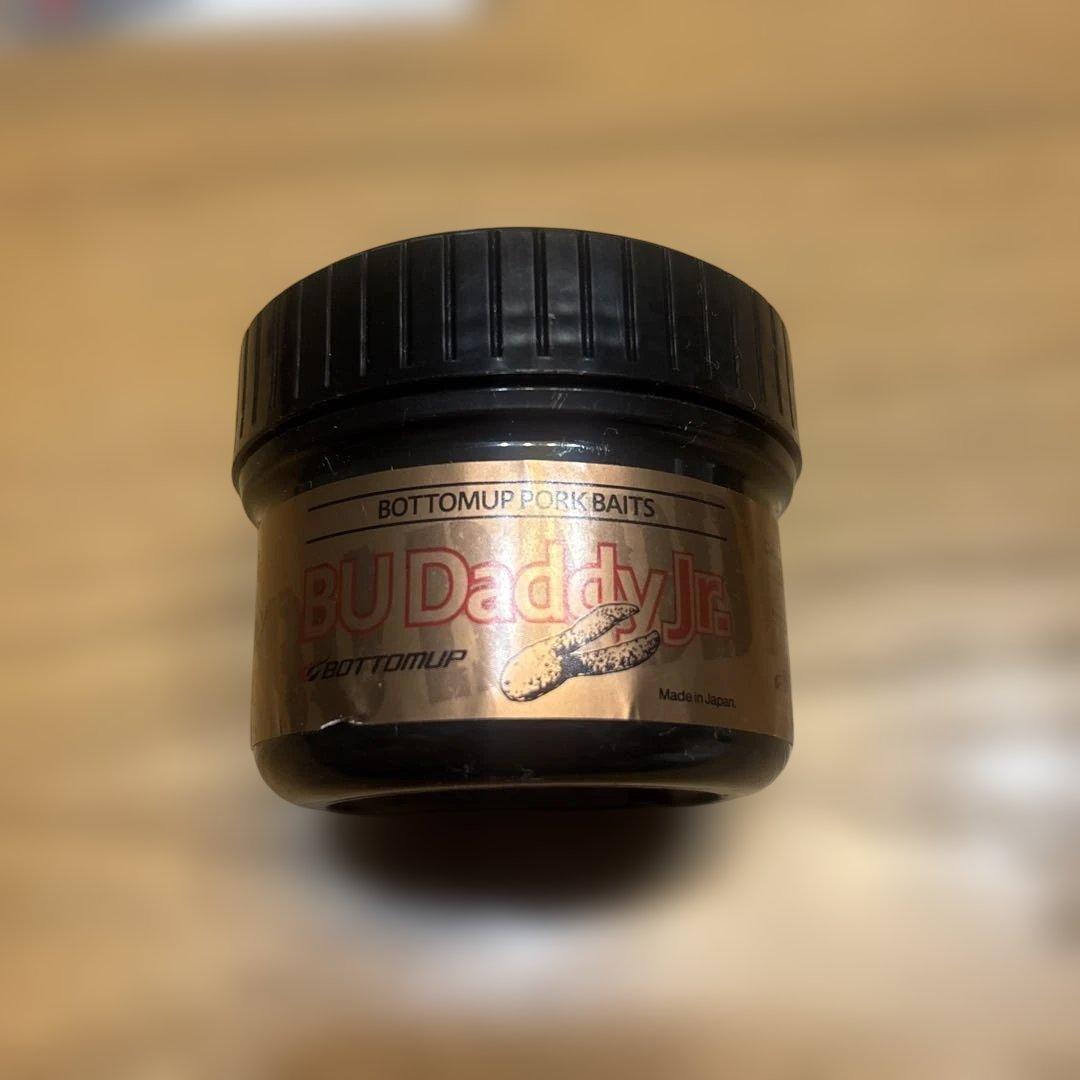 BOTTOMUP PORK BAITS
BU Daddy Jr.
BOTTOMUP
Made in Japan.